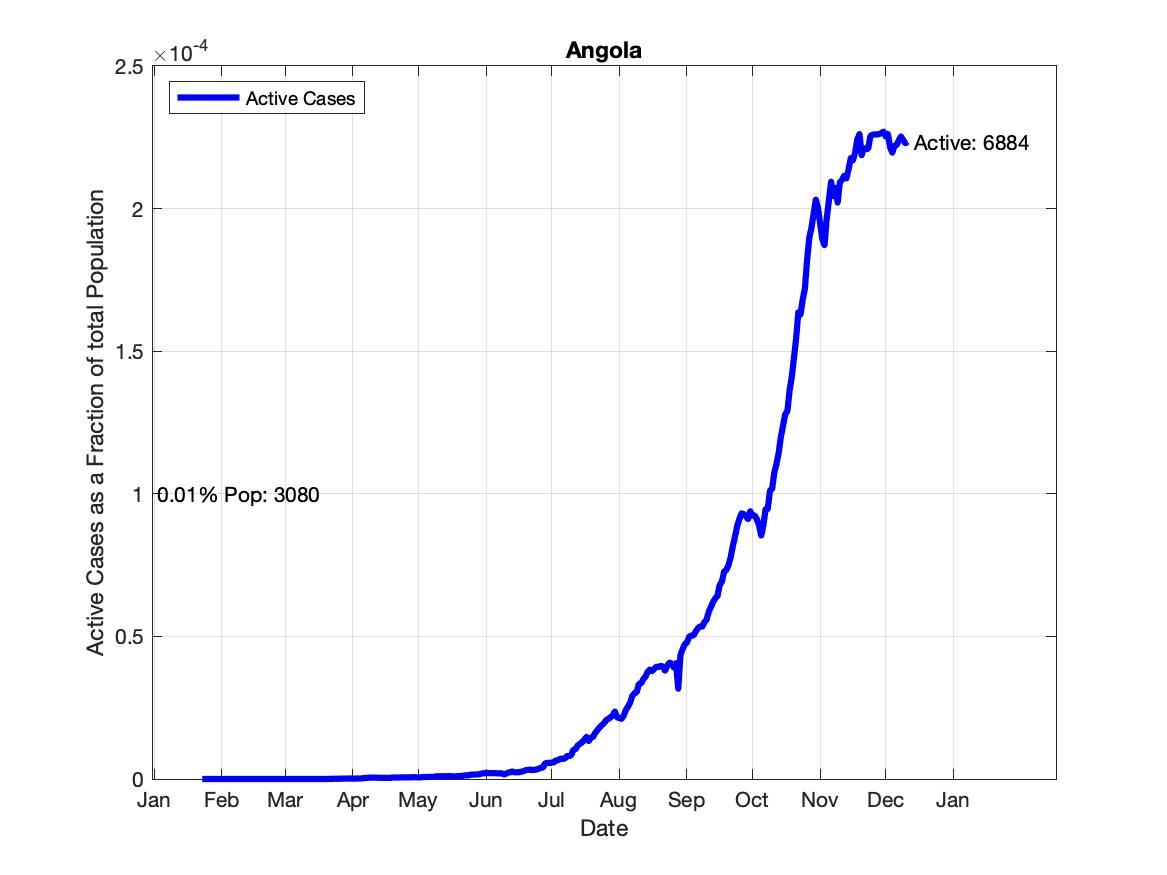 Angola
×10-4
2.5
2
1.5
1
0.5
0
Active Cases as a Fraction of total Population
Active Cases
Active: 6884
0.01% Pop: 3080
Jan Feb Mar Apr May Jun Jul Aug Sep Oct Nov Dec Jan
Date